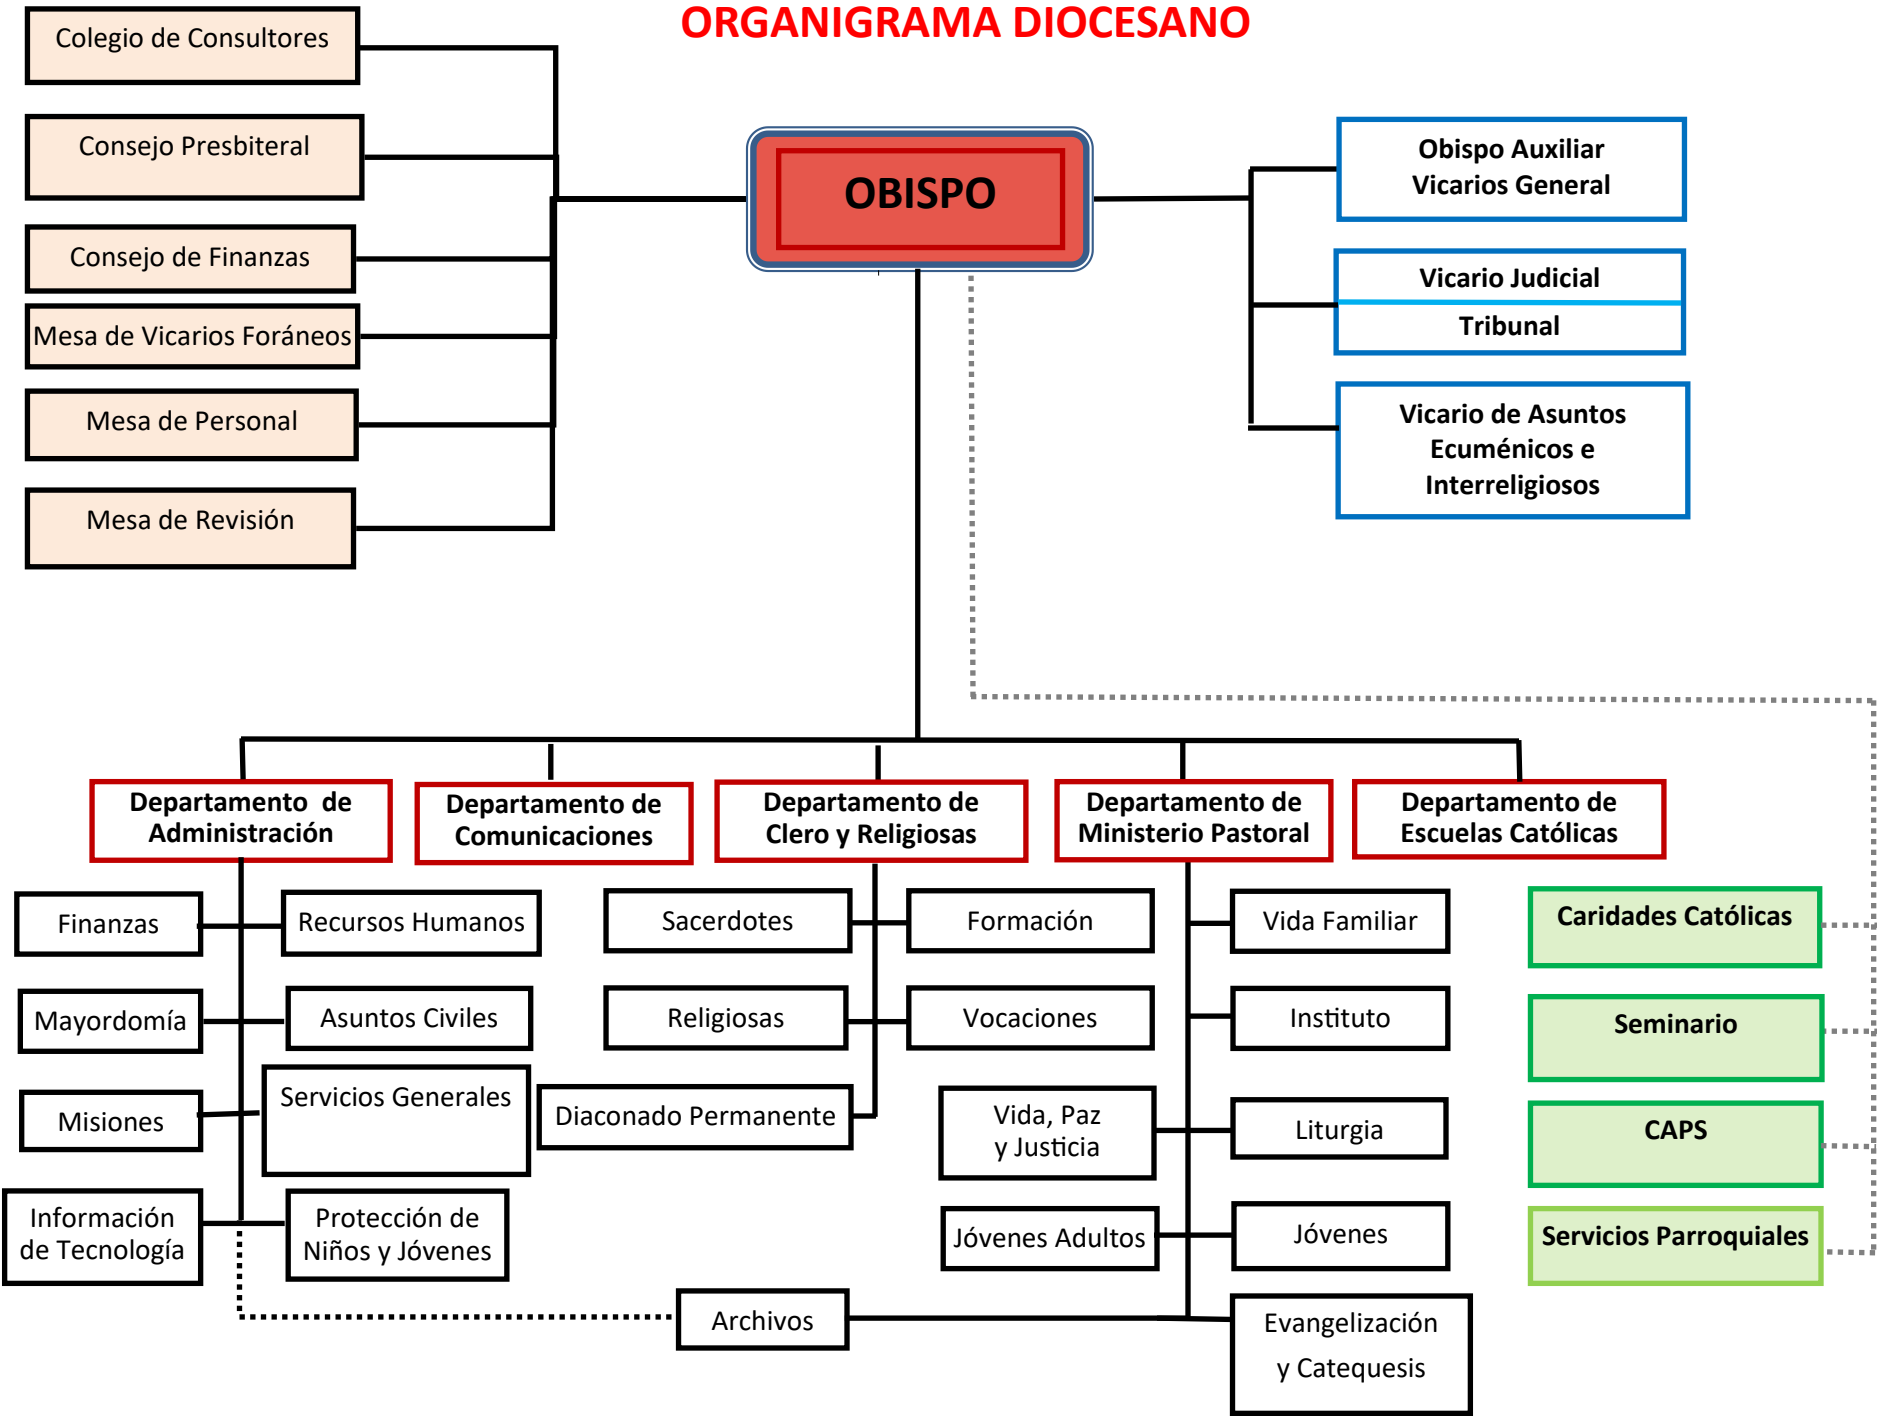 ORGANIGRAMA DIOCESANO
Colegio de Consultores
Consejo Presbiteral
Consejo de Finanzas
Mesa de Vicarios Foráneos
Mesa de Personal
Mesa de Revisión
OBISPO
Obispo Auxiliar
Vicarios General
Vicario Judicial
Tribunal
Vicario de Asuntos
Ecuménicos e
Interreligiosos
Departamento de
Administración
Departamento de
Comunicaciones
Departamento de
Clero y Religiosas
Departamento de
Ministerio Pastoral
Departamento de
Escuelas Católicas
Finanzas
Recursos Humanos
Mayordomía
Asuntos Civiles
Misiones
Servicios Generales
Información
de Tecnología
Protección de
Niños y Jóvenes
Sacerdotes
Formación
Religiosas
Vocaciones
Diaconado Permanente
Vida Familiar
Instituto
Vida, Paz
y Justicia
Liturgia
Jóvenes Adultos
Jóvenes
Archivos
Evangelización
y Catequesis
Caridades Católicas
Seminario
CAPS
Servicios Parroquiales